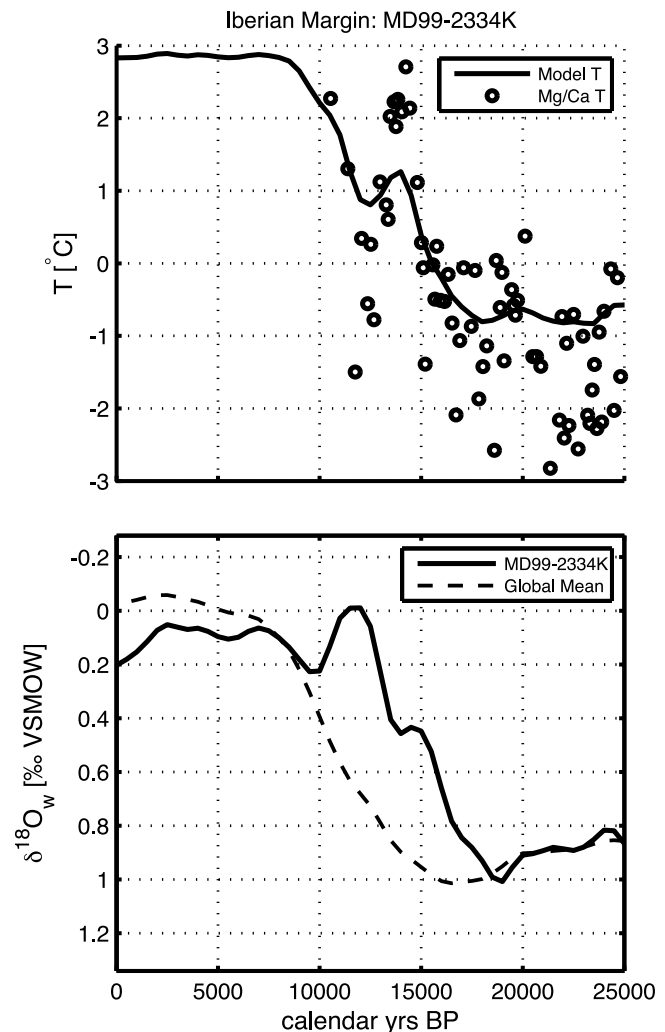 Iberian Margin: MD99-2334K
3
2
1
0
-1
-2
-3
T [°C]
Model T
Mg/Ca T
-0.2
0
0.2
0.4
0.6
0.8
1
1.2
δ¹⁸O_w [‰ VSMOW]
MD99-2334K
Global Mean
0 5000 10000 15000 20000 25000
calendar yrs BP